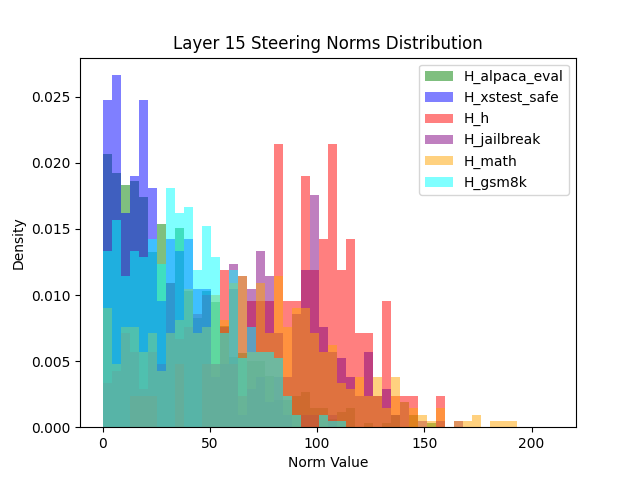 Layer 15 Steering Norms Distribution
H_alpaca_eval
H_xstest_safe
H_h
H_jailbreak
H_math
H_gsm8k
Density
0.025
0.020
0.015
0.010
0.005
0.000
0
50
100
150
200
Norm Value